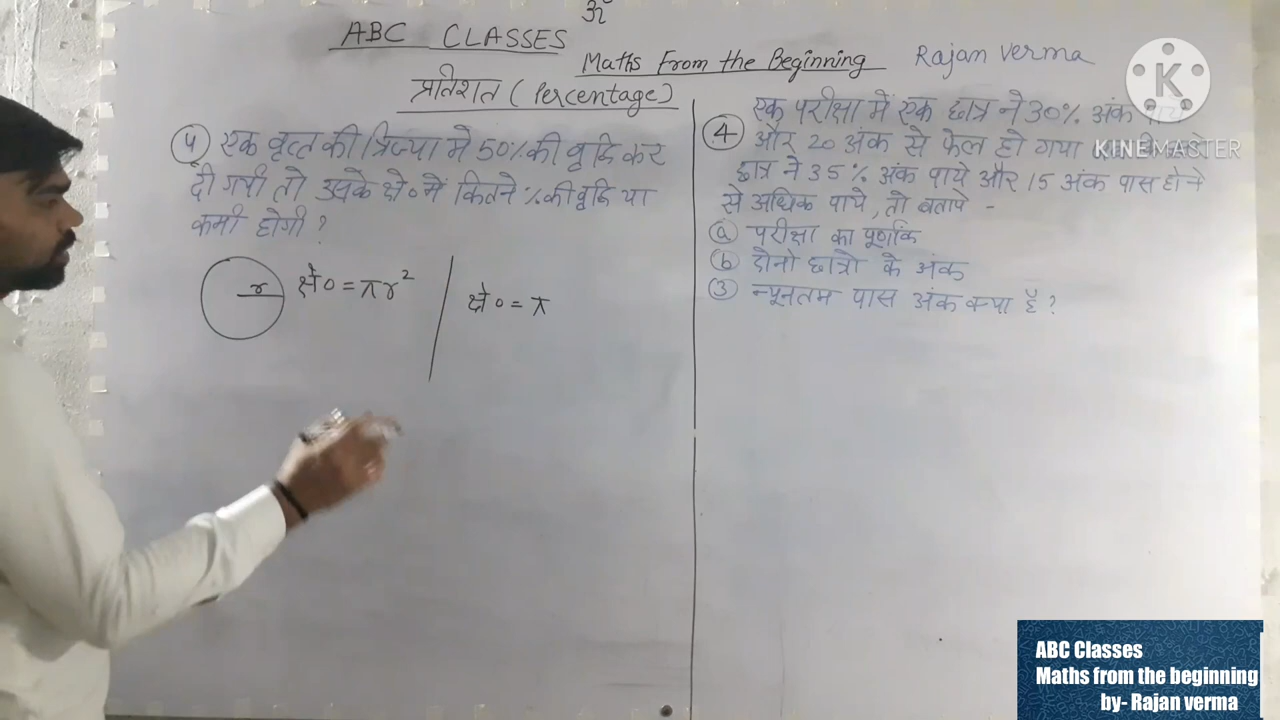 ABC CLASSES
Maths From the Beginning
Rajan verma
प्रतिशत (Percentage)
५ एक वृत्त की त्रिज्या में 50% की वृद्धि कर
दी गयी तो उसके क्षे० में कितने % की वृद्धि या
कमी होगी?
r
क्षे० = πr²
क्षे० = π
एक परीक्षा में एक छात्र ने 30% अंक
4 और 20 अंक से फेल हो गया
छात्र ने 35% अंक पाये और 15 अंक पास होने
से अधिक पाये, तो बताये -
a परीक्षा का पूर्णांक
b दोनो छात्रो के अंक
3 न्यूनतम पास अंक क्या है?
K
KINEMASTER
ABC Classes
Maths from the beginning
by- Rajan verma